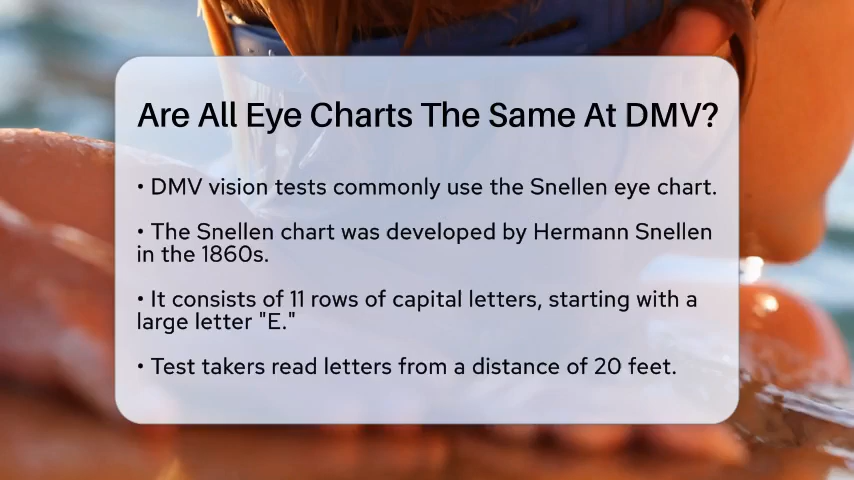 Are All Eye Charts The Same At DMV?
• DMV vision tests commonly use the Snellen eye chart.
• The Snellen chart was developed by Hermann Snellen
in the 1860s.
• It consists of 11 rows of capital letters, starting with a
large letter "E."
• Test takers read letters from a distance of 20 feet.